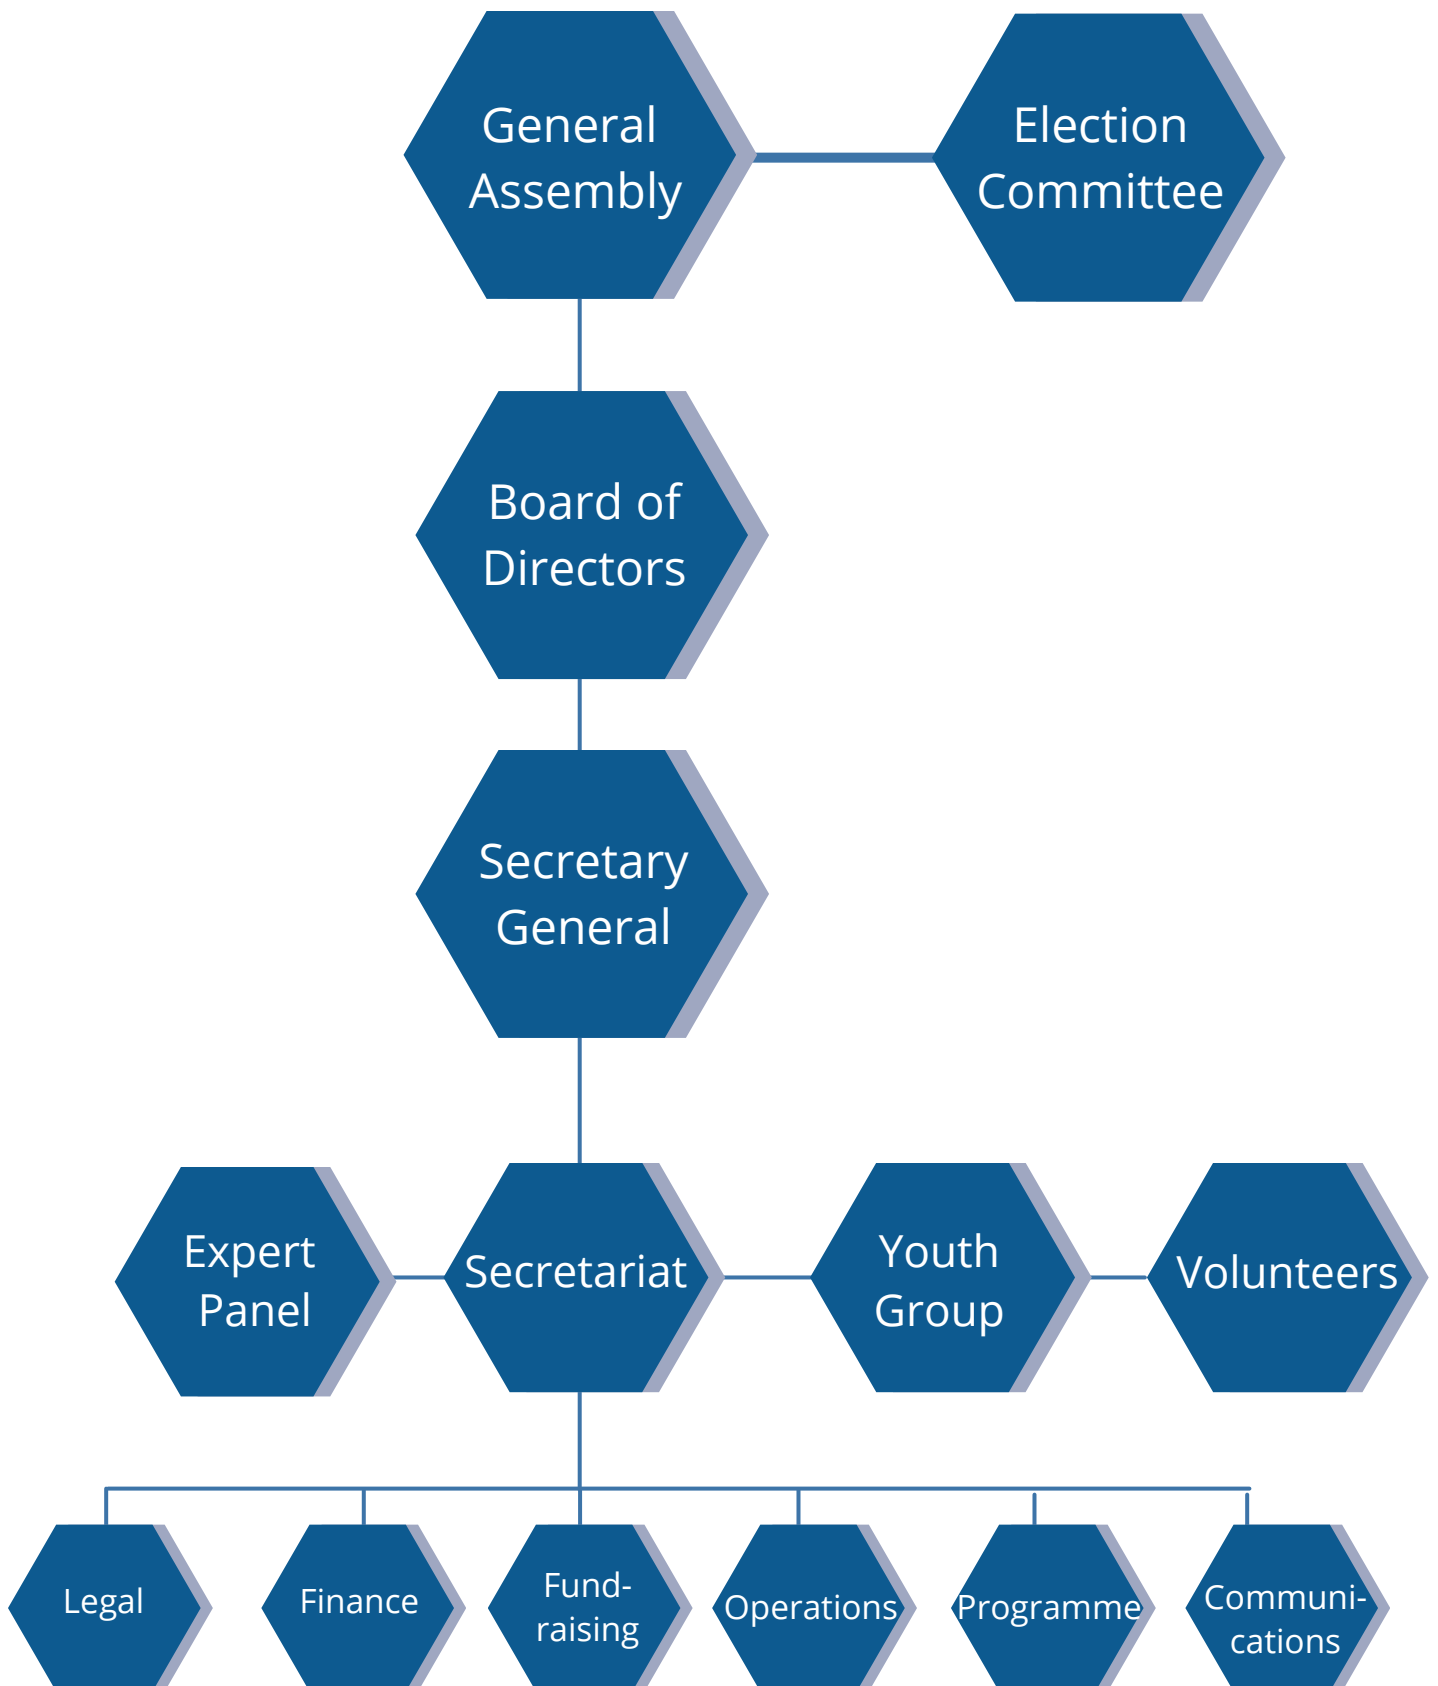 General
Assembly
Election
Committee
Board of
Directors
Secretary
General
Expert
Panel
Secretariat
Youth
Group
Volunteers
Legal
Finance
Fund-
raising
Operations
Programme
Communi-
cations